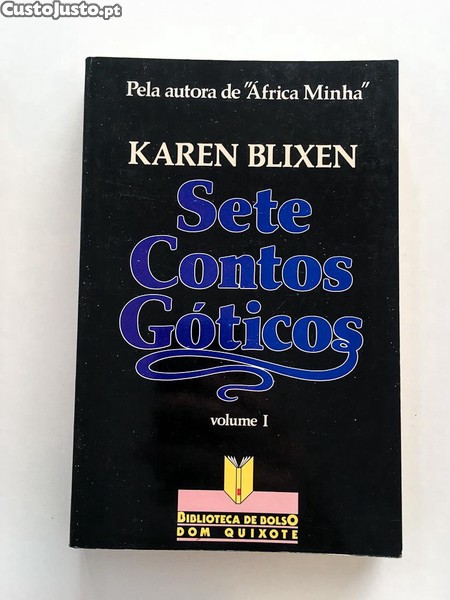 CustoJusto.pt
Pela autora de "África Minha"
KAREN BLIXEN
Sete
Contos
Góticos
volume I
BIBLIOTECA DE BOLSO
DOM QUIXOTE